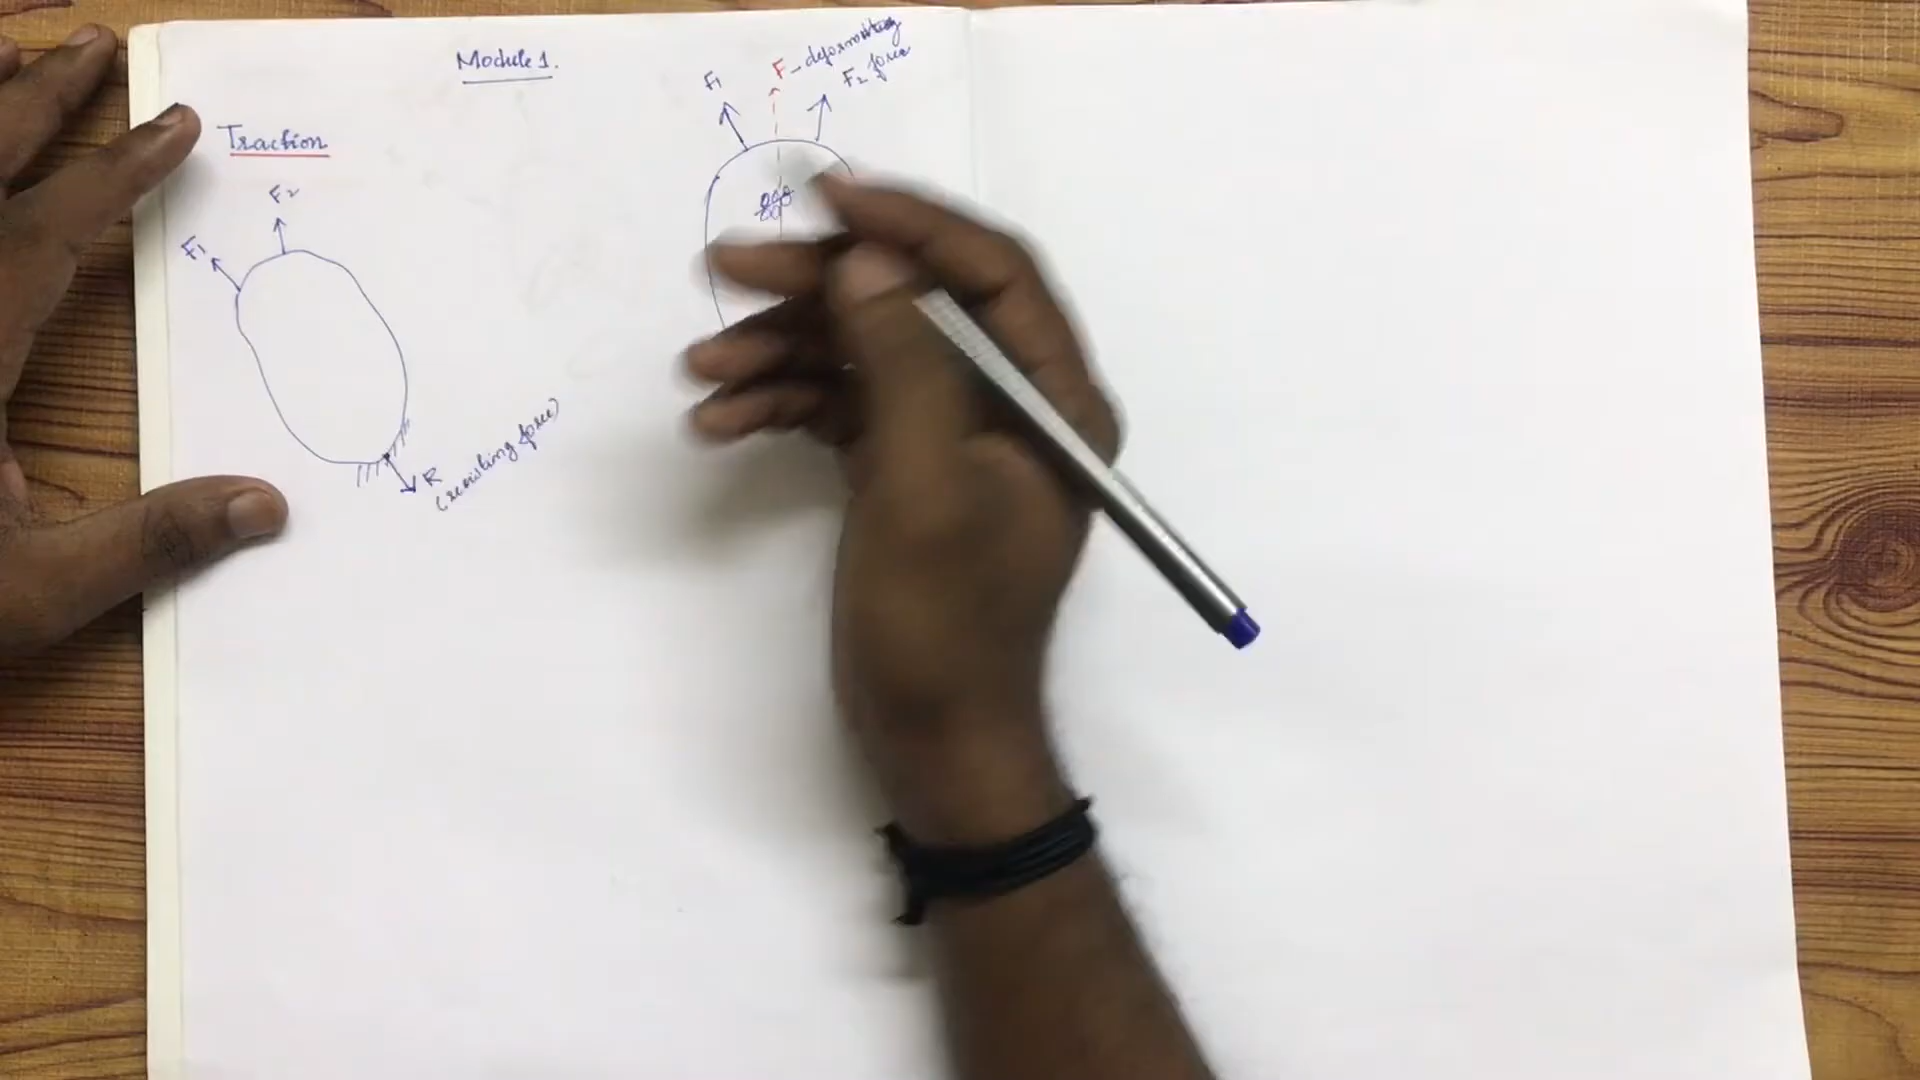 Module 1.
Traction
F2
F1
R
(resisting force)
F1
F - deforming
force
F2